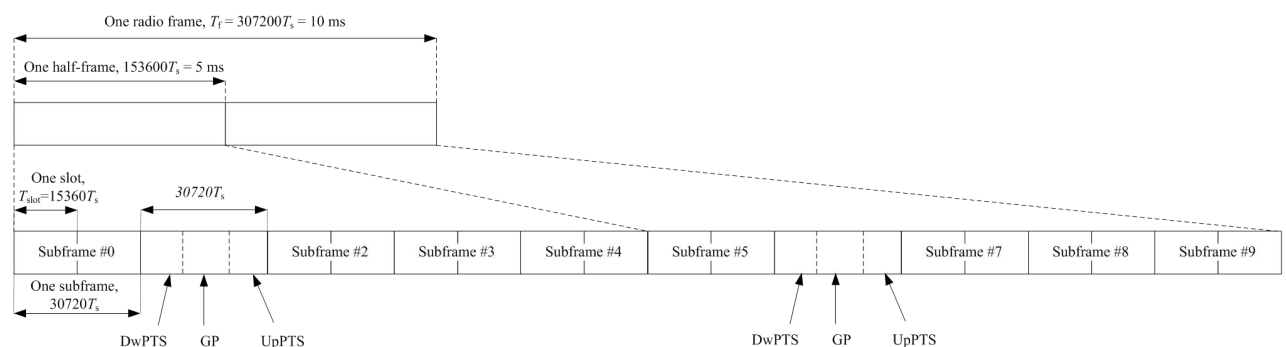 One radio frame, Tf = 307200Ts = 10 ms
One half-frame, 153600Ts = 5 ms
One slot,
Tslot=15360Ts
30720Ts
Subframe #0
Subframe #2
Subframe #3
Subframe #4
Subframe #5
Subframe #7
Subframe #8
Subframe #9
One subframe,
30720Ts
DwPTS
GP
UpPTS
DwPTS
GP
UpPTS